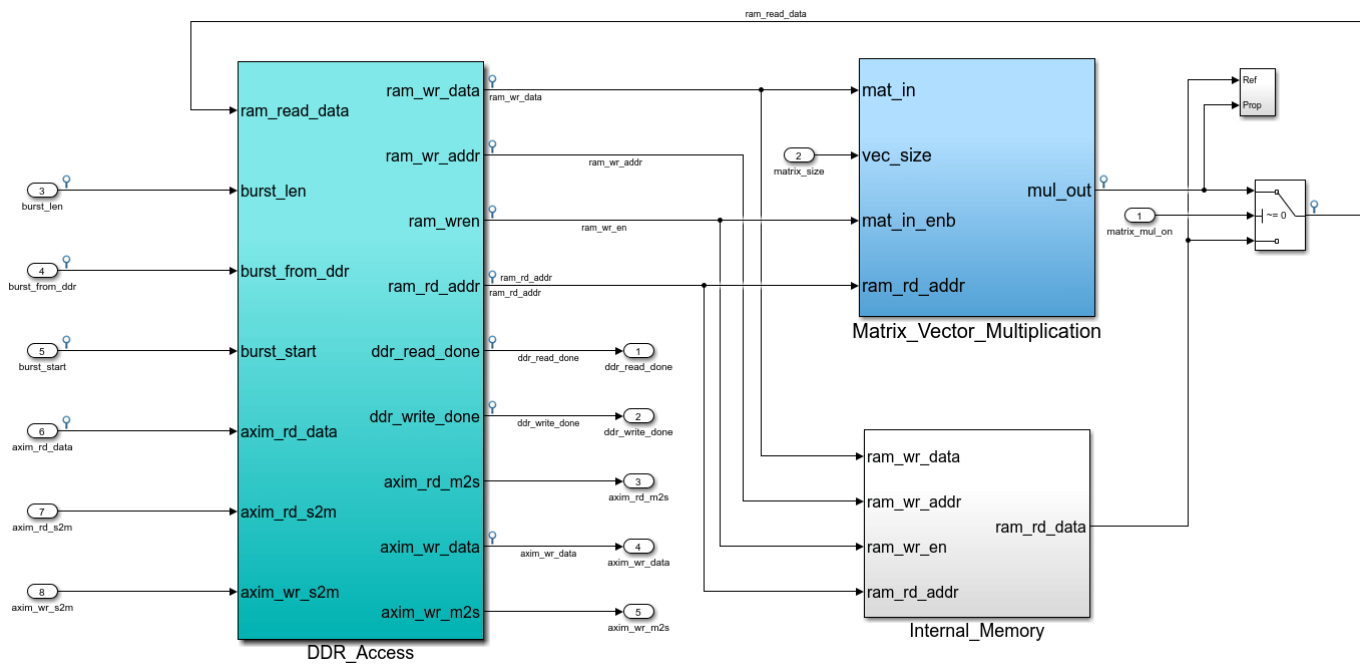 ram_read_data
ram_read_data
burst_len
burst_from_ddr
burst_start
axim_rd_data
axim_rd_s2m
axim_wr_s2m
ram_wr_data
ram_wr_addr
ram_wren
ram_rd_addr
ddr_read_done
ddr_write_done
axim_rd_m2s
axim_wr_data
axim_wr_m2s
DDR_Access
3
burst_len
4
burst_from_ddr
5
burst_start
6
axim_rd_data
7
axim_rd_s2m
8
axim_wr_s2m
ram_wr_data
ram_wr_addr
ram_wr_en
ram_rd_addr
ram_rd_addr
ddr_read_done
1
ddr_read_done
ddr_write_done
2
ddr_write_done
3
axim_rd_m2s
axim_wr_data
4
axim_wr_data
5
axim_wr_m2s
2
matrix_size
mat_in
vec_size
mat_in_enb
ram_rd_addr
mul_out
Matrix_Vector_Multiplication
1
matrix_mul_on
Ref
Prop
~= 0
ram_wr_data
ram_wr_addr
ram_wr_en
ram_rd_addr
ram_rd_data
Internal_Memory